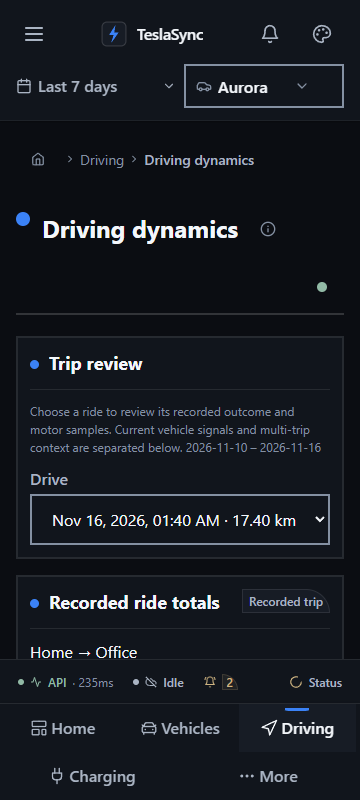 TeslaSync
Last 7 days
Aurora
Driving
Driving dynamics
Driving dynamics
Trip review
Choose a ride to review its recorded outcome and
motor samples. Current vehicle signals and multi-trip
context are separated below. 2026-11-10 – 2026-11-16
Drive
Nov 16, 2026, 01:40 AM · 17.40 km
Recorded ride totals
Recorded trip
Home → Office
API · 235ms
Idle
2
Status
Home
Vehicles
Driving
Charging
More